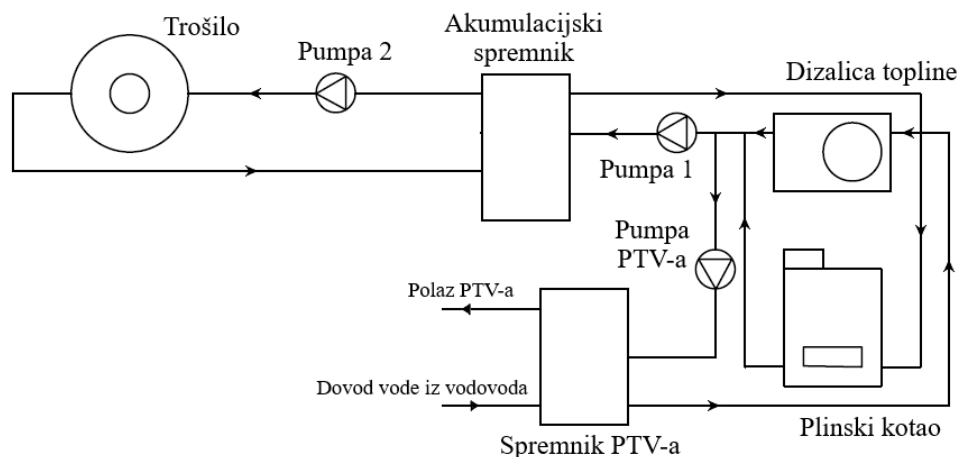 Trošilo
Pumpa 2
Akumulacijski
spremnik
Dizalica topline
Pumpa 1
Pumpa
PTV-a
Polaz PTV-a
Dovod vode iz vodovoda
Spremnik PTV-a
Plinski kotao